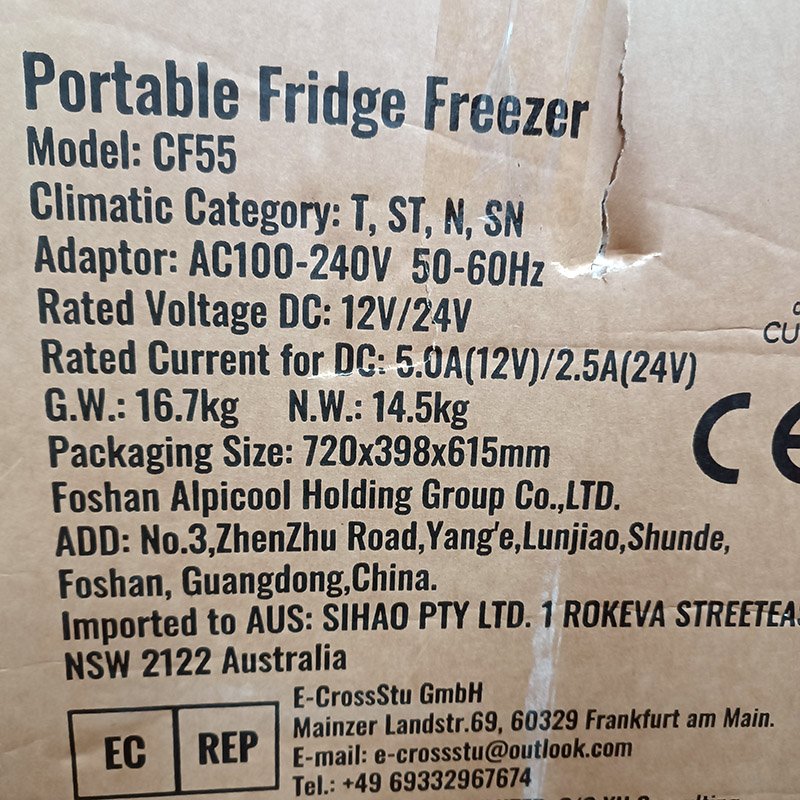 Portable Fridge Freezer
Model: CF55
Climatic Category: T, ST, N, SN
Adaptor: AC100-240V 50-60Hz
Rated Voltage DC: 12V/24V
CU
Rated Current for DC: 5.0A(12V)/2.5A(24V)
G.W.: 16.7kg N.W.: 14.5kg
CE
Packaging Size: 720x398x615mm
Foshan Alpicool Holding Group Co.,LTD.
ADD: No.3,ZhenZhu Road,Yang'e,Lunjiao,Shunde,
Foshan, Guangdong,China.
Imported to AUS: SIHAO PTY LTD. 1 ROKEVA STREETEAS
NSW 2122 Australia
EC REP
E-CrossStu GmbH
Mainzer Landstr.69, 60329 Frankfurt am Main.
E-mail: e-crossstu@outlook.com
Tel.: +49 69332967674